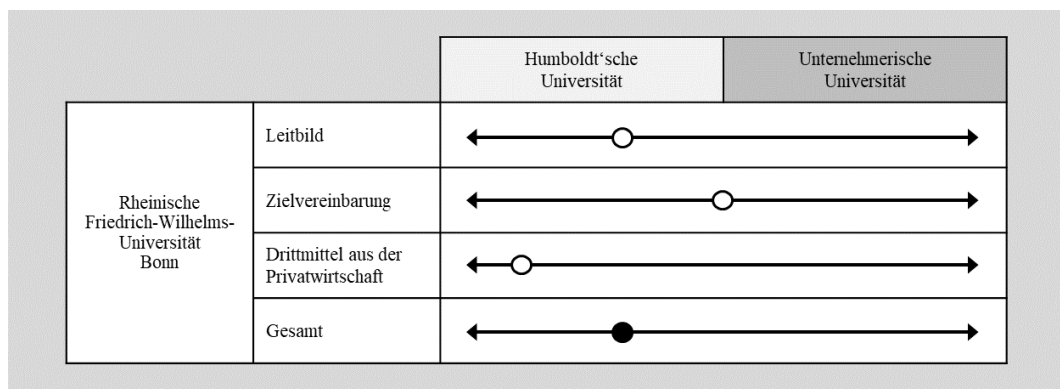 Humboldt‘sche
Universität
Unternehmerische
Universität
Rheinische
Friedrich-Wilhelms-
Universität
Bonn
Leitbild
Zielvereinbarung
Drittmittel aus der
Privatwirtschaft
Gesamt